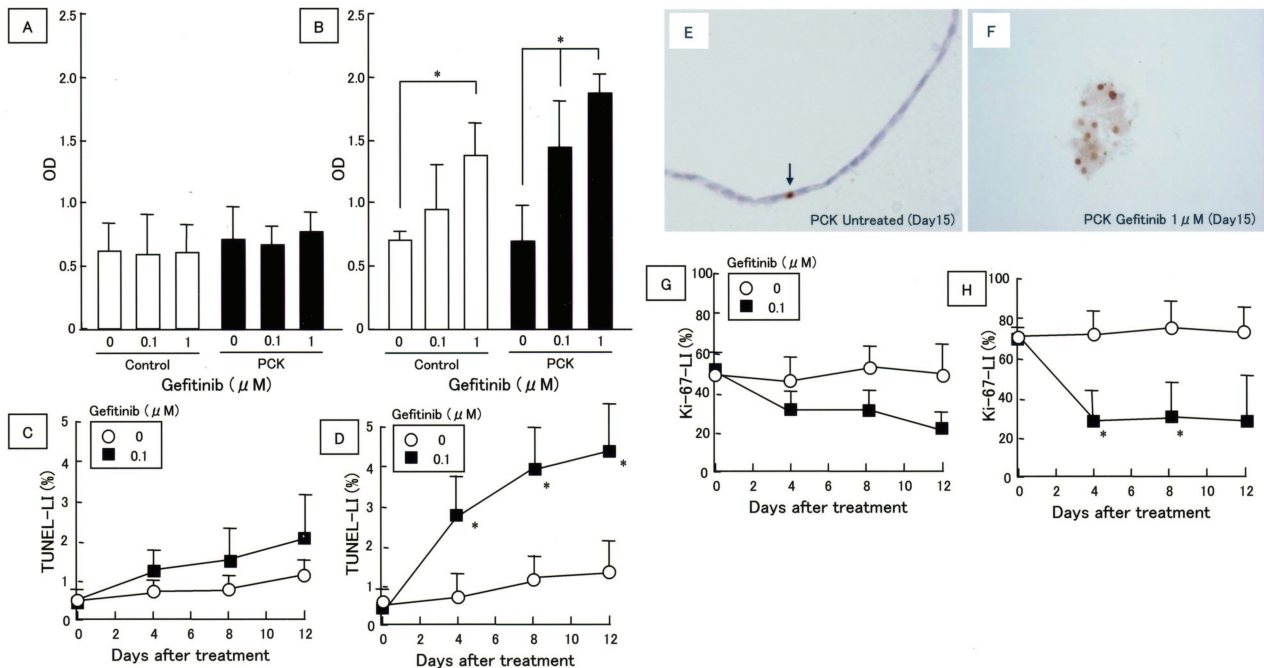 A
OD
2.5
2.0
1.5
1.0
0.5
0
0 0.1 1 0 0.1 1
Control PCK
Gefitinib ( μ M)
B
OD
2.5
2.0
1.5
1.0
0.5
0
* *
0 0.1 1 0 0.1 1
Control PCK
Gefitinib ( μ M)
C
Gefitinib ( μ M)
0
0.1
TUNEL-LI (%)
5
4
3
2
1
0
0 2 4 6 8 10 12
Days after treatment
D
Gefitinib ( μ M)
0
0.1
TUNEL-LI (%)
5
4
3
2
1
0
* * *
0 2 4 6 8 10 12
Days after treatment
E
PCK Untreated (Day15)
F
PCK Gefitinib 1 μ M (Day15)
G
Gefitinib ( μ M)
0
0.1
Ki-67-LI (%)
100
80
60
40
20
0
0 2 4 6 8 10 12
Days after treatment
H
Ki-67-LI (%)
100
80
60
40
20
0
* *
0 2 4 6 8 10 12
Days after treatment